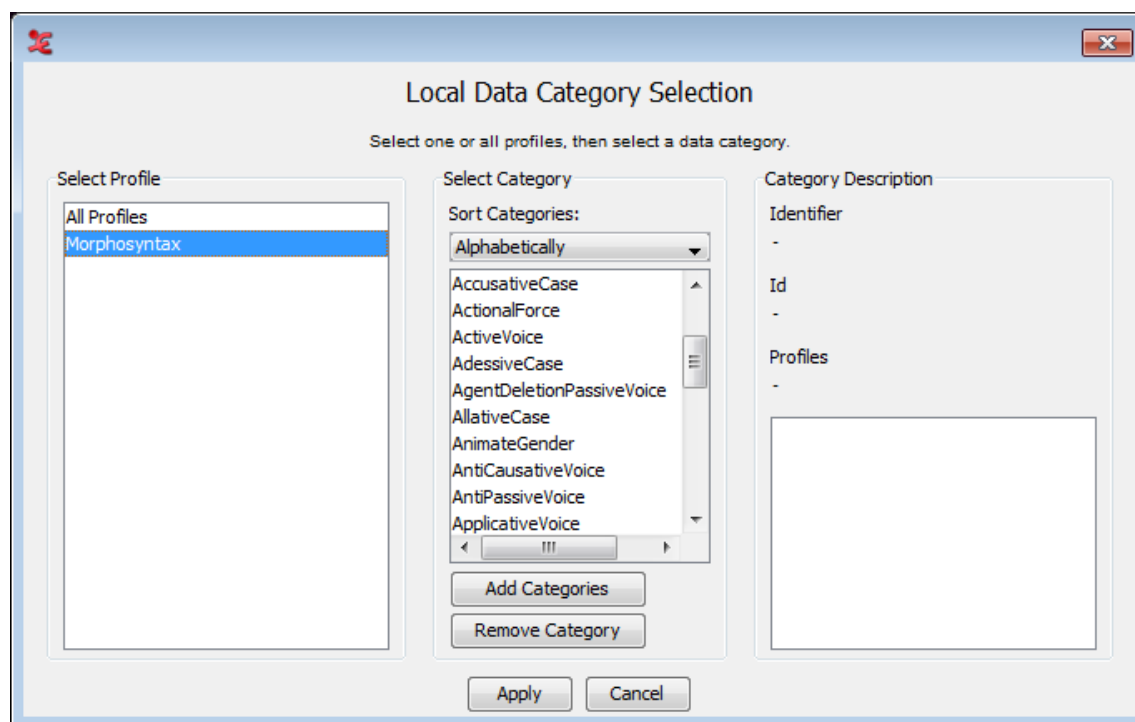 Local Data Category Selection
Select one or all profiles, then select a data category.
Select Profile
All Profiles
Morphosyntax
Select Category
Sort Categories:
Alphabetically
AccusativeCase
ActionalForce
ActiveVoice
AdessiveCase
AgentDeletionPassiveVoice
AllativeCase
AnimateGender
AntiCausativeVoice
AntiPassiveVoice
ApplicativeVoice
Add Categories
Remove Category
Category Description
Identifier
-
Id
-
Profiles
-
Apply
Cancel